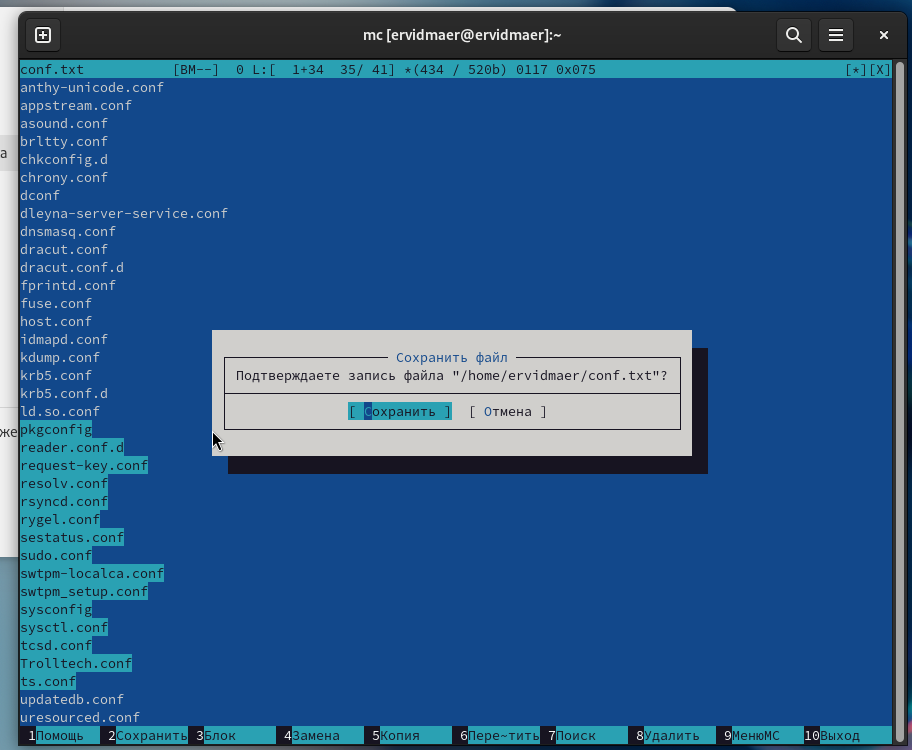 mc [ervidmaer@ervidmaer]:~
conf.txt [BM--] 0 L:[ 1+34 35/ 41] *(434 / 520b) 0117 0x075 [*][X]
anthy-unicode.conf
appstream.conf
asound.conf
brltty.conf
а
chkconfig.d
chrony.conf
dconf
dleyna-server-service.conf
dnsmasq.conf
dracut.conf
dracut.conf.d
fprintd.conf
fuse.conf
host.conf
idmapd.conf
kdump.conf
krb5.conf
krb5.conf.d
ld.so.conf
же
pkgconfig
reader.conf.d
request-key.conf
resolv.conf
rsyncd.conf
rygel.conf
sestatus.conf
sudo.conf
swtpm-localca.conf
swtpm_setup.conf
sysconfig
sysctl.conf
tcsd.conf
Trolltech.conf
ts.conf
updatedb.conf
uresourced.conf
Сохранить файл
Подтверждаете запись файла "/home/ervidmaer/conf.txt"?
[ Сохранить ] [ Отмена ]
1Помощь 2Сохранить 3Блок 4Замена 5Копия 6Пере~тить 7Поиск 8Удалить 9МенюMC 10Выход